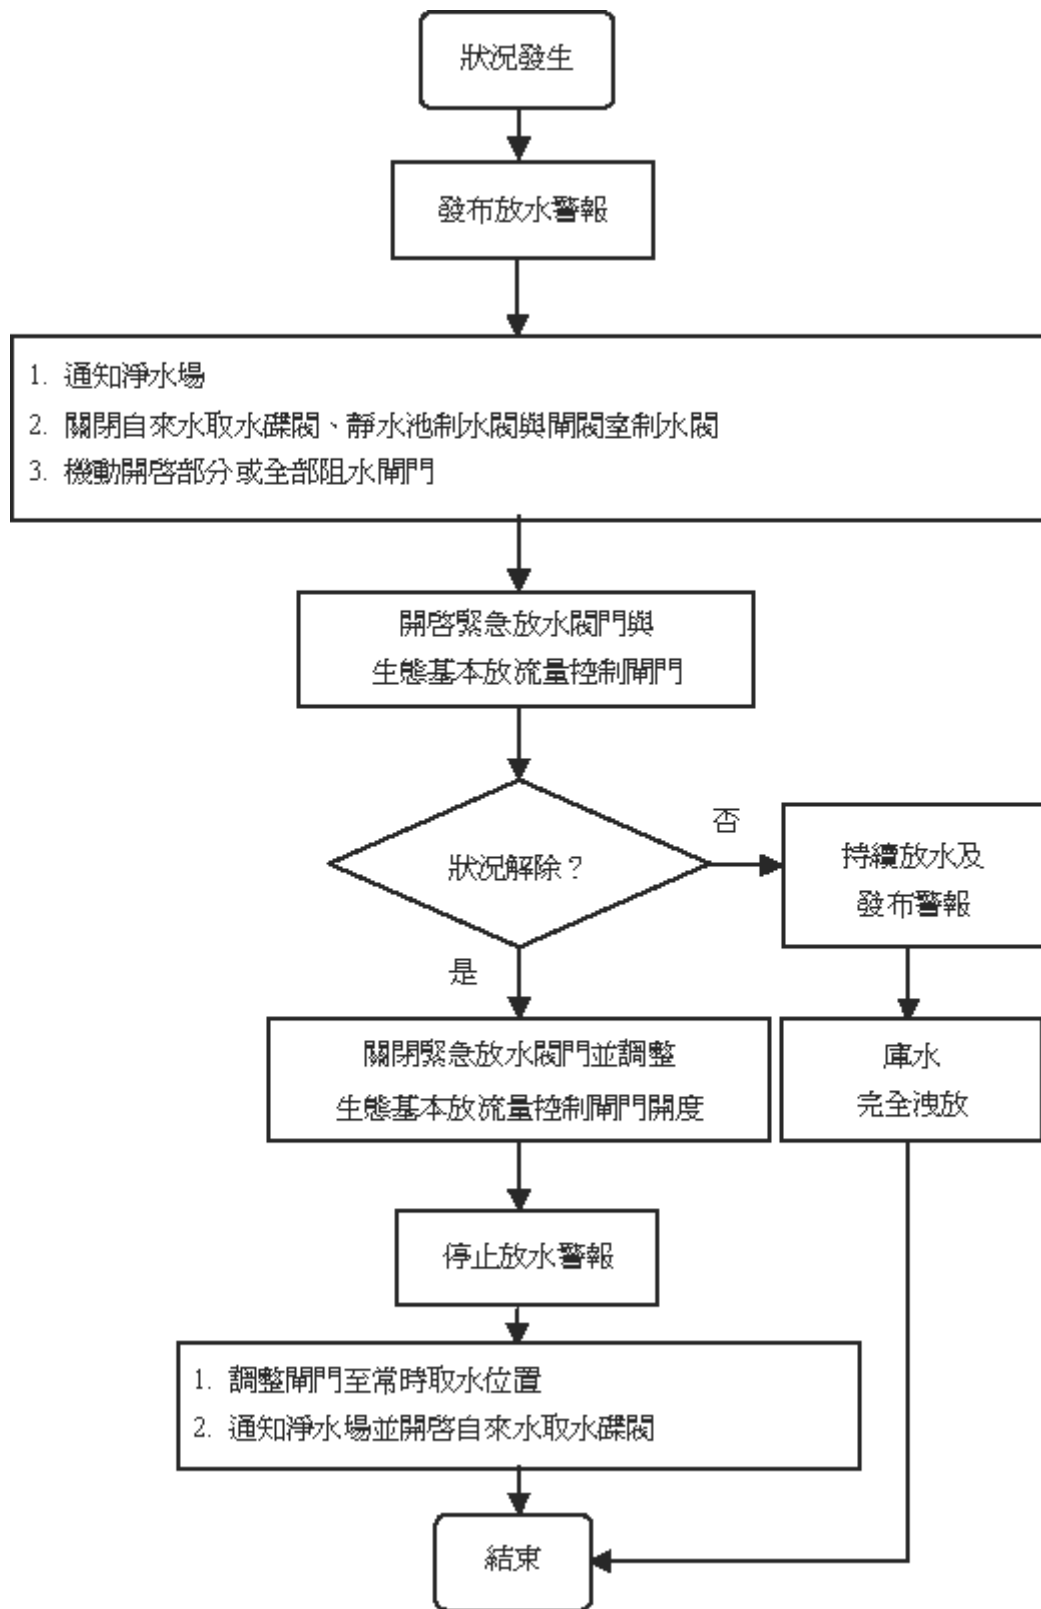 狀況發生
發布放水警報
1. 通知淨水場
2. 關閉自來水取水碟閥、靜水池制水閥與閘閥室制水閥
3. 機動開啓部分或全部阻水閘門
開啓緊急放水閥門與
生態基本放流量控制閘門
狀況解除？
否
持續放水及
發布警報
是
關閉緊急放水閥門並調整
生態基本放流量控制閘門開度
庫水
完全洩放
停止放水警報
1. 調整閘門至常時取水位置
2. 通知淨水場並開啓自來水取水碟閥
結束